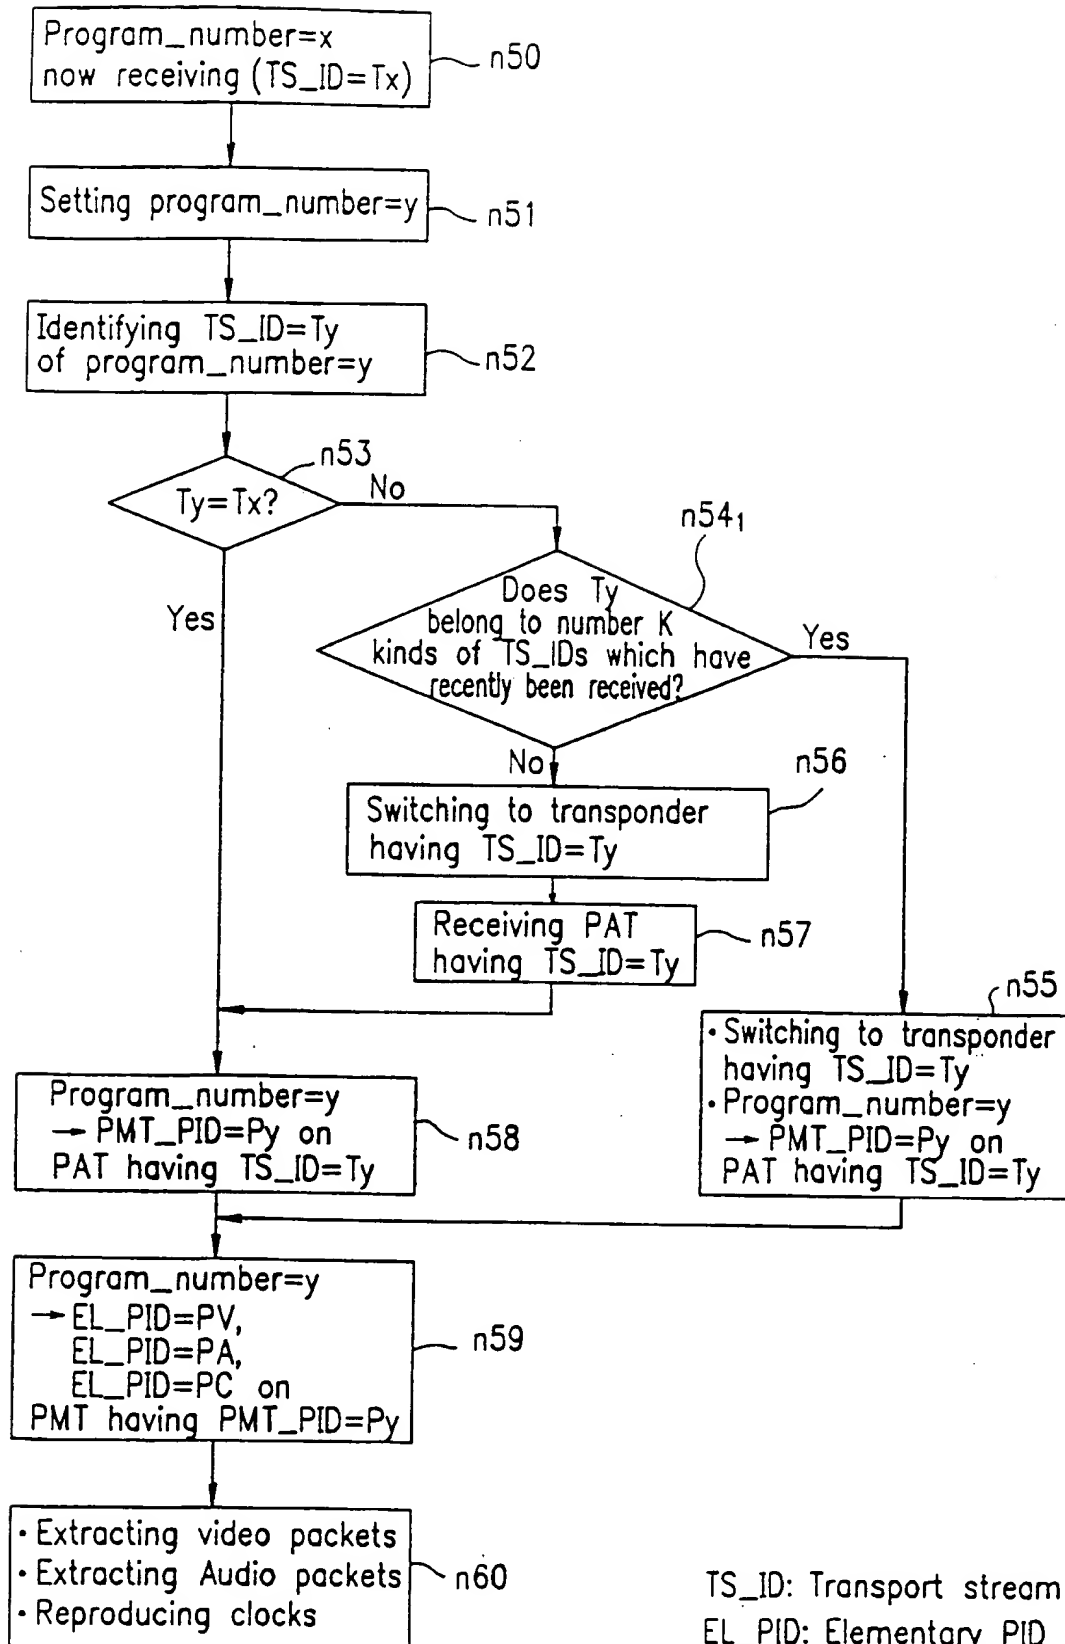 Program_number=x
now receiving (TS_ID=Tx)
n50
Setting program_number=y
n51
Identifying TS_ID=Ty
of program_number=y
n52
n53
Ty=Tx?
No
n54₁
Does Ty
belong to number K
kinds of TS_IDs which have
recently been received?
Yes
Yes
No
n56
Switching to transponder
having TS_ID=Ty
Receiving PAT
having TS_ID=Ty
n57
n55
· Switching to transponder
having TS_ID=Ty
· Program_number=y
→ PMT_PID=Py on
PAT having TS_ID=Ty
Program_number=y
→ PMT_PID=Py on
PAT having TS_ID=Ty
n58
Program_number=y
→ EL_PID=PV,
EL_PID=PA,
EL_PID=PC on
PMT having PMT_PID=Py
n59
· Extracting video packets
· Extracting Audio packets
· Reproducing clocks
n60
TS_ID: Transport stream
EL_PID: Elementary PID